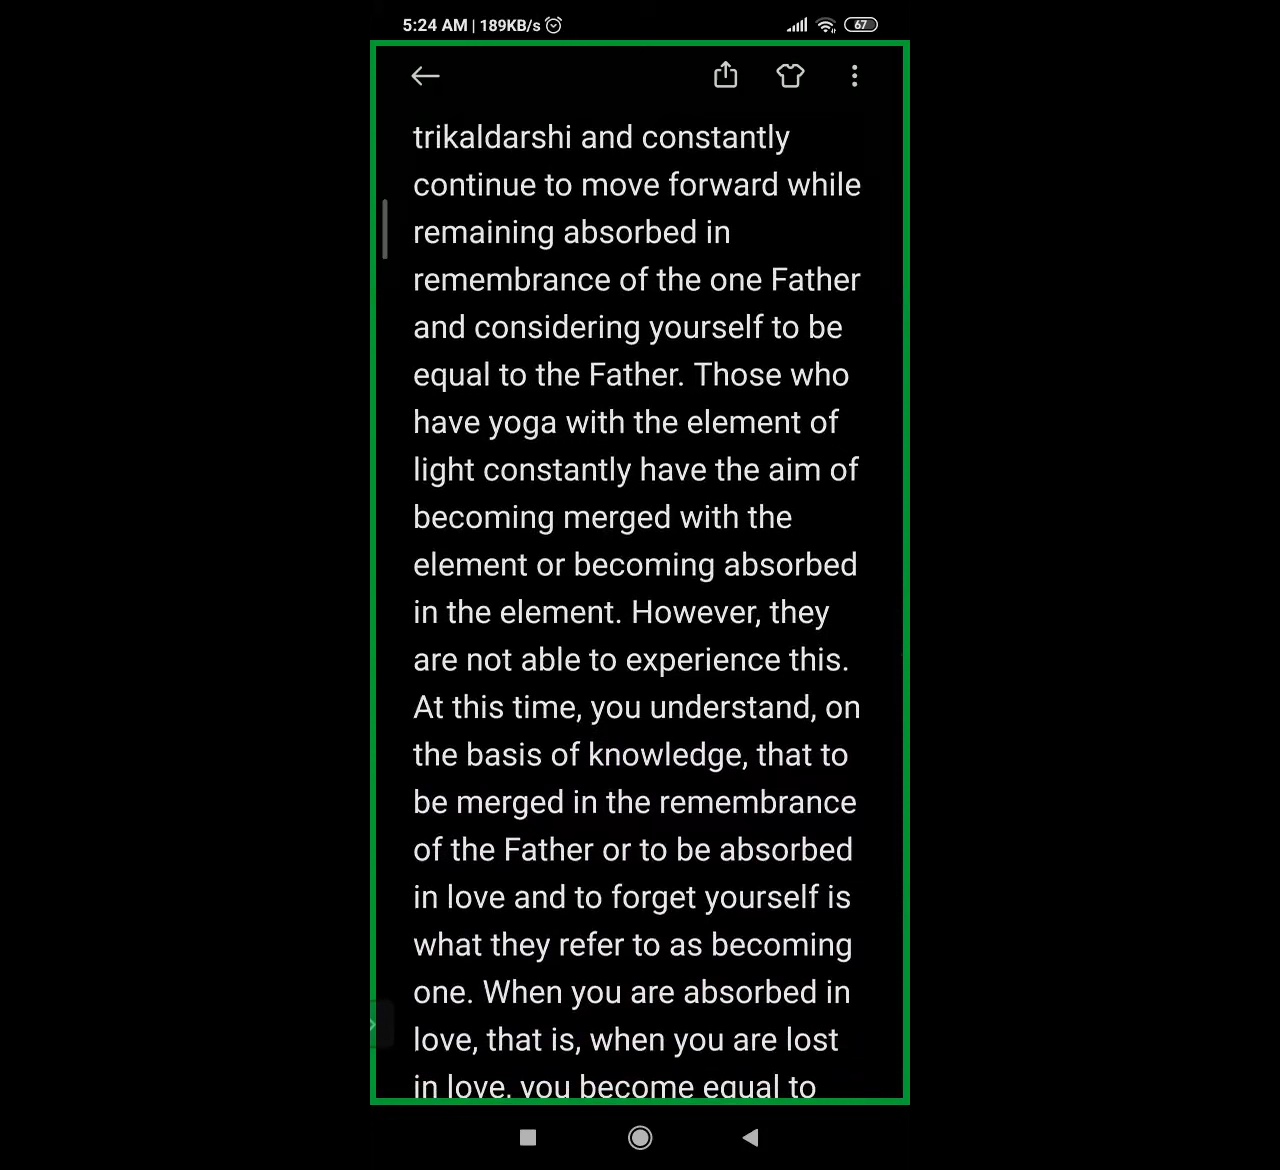 5:24 AM | 189KB/s
67
trikaldarshi and constantly
continue to move forward while
remaining absorbed in
remembrance of the one Father
and considering yourself to be
equal to the Father. Those who
have yoga with the element of
light constantly have the aim of
becoming merged with the
element or becoming absorbed
in the element. However, they
are not able to experience this.
At this time, you understand, on
the basis of knowledge, that to
be merged in the remembrance
of the Father or to be absorbed
in love and to forget yourself is
what they refer to as becoming
one. When you are absorbed in
love, that is, when you are lost
in love, you become equal to